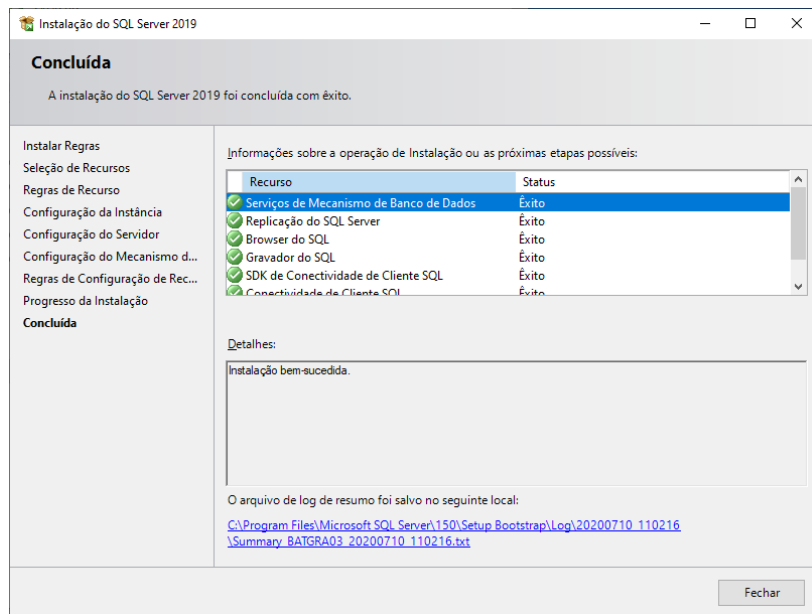 Instalação do SQL Server 2019
Concluída
A instalação do SQL Server 2019 foi concluída com êxito.
Instalar Regras
Seleção de Recursos
Regras de Recurso
Configuração da Instância
Configuração do Servidor
Configuração do Mecanismo d...
Regras de Configuração de Rec...
Progresso da Instalação
Concluída
Informações sobre a operação de Instalação ou as próximas etapas possíveis:
Recurso Status
Serviços de Mecanismo de Banco de Dados Êxito
Replicação do SQL Server Êxito
Browser do SQL Êxito
Gravador do SQL Êxito
SDK de Conectividade de Cliente SQL Êxito
Conectividade de Cliente SQL Êxito
Detalhes:
Instalação bem-sucedida.
O arquivo de log de resumo foi salvo no seguinte local:
C:\Program Files\Microsoft SQL Server\150\Setup Bootstrap\Log\20200710_110216
\Summary_BATGRA03_20200710_110216.txt
Fechar